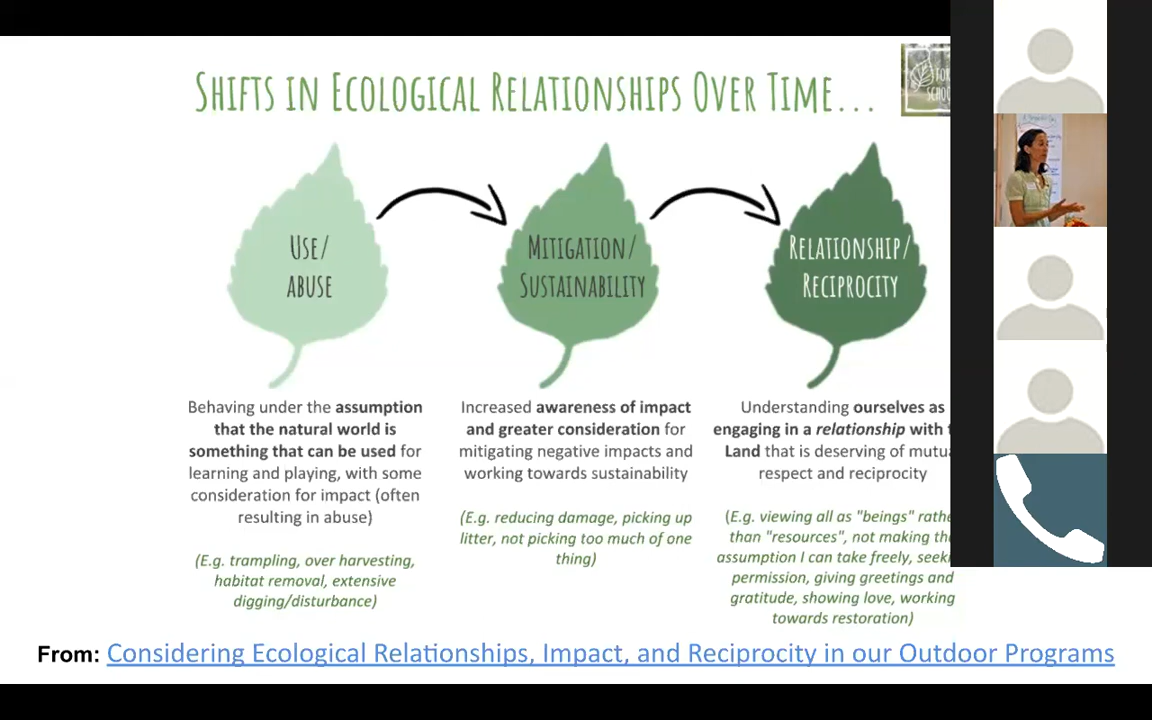 SHIFTS IN ECOLOGICAL RELATIONSHIPS OVER TIME...
USE/
ABUSE
MITIGATION/
SUSTAINABILITY
RELATIONSHIP/
RECIPROCITY
Behaving under the assumption
that the natural world is
something that can be used for
learning and playing, with some
consideration for impact (often
resulting in abuse)
(E.g. trampling, over harvesting,
habitat removal, extensive
digging/disturbance)
Increased awareness of impact
and greater consideration for
mitigating negative impacts and
working towards sustainability
(E.g. reducing damage, picking up
litter, not picking too much of one
thing)
Understanding ourselves as
engaging in a relationship with
Land that is deserving of
respect and reciprocity
(E.g. viewing all as "beings"
than "resources", not making
assumption I can take freely,
permission, giving greetings and
gratitude, showing love, working
towards restoration)
From: Considering Ecological Relationships, Impact, and Reciprocity in our Outdoor Programs